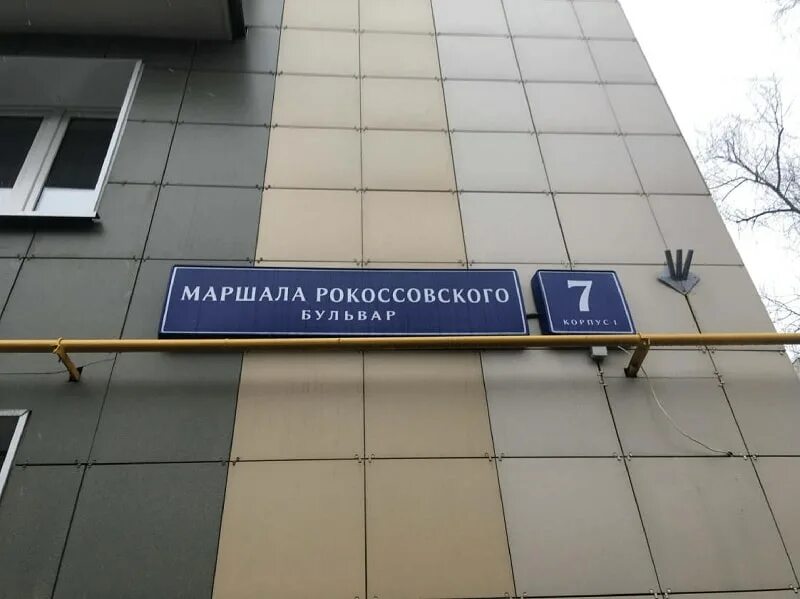 МАРШАЛА РОКОССОВСКОГО
БУЛЬВАР
7
КОРПУС 1